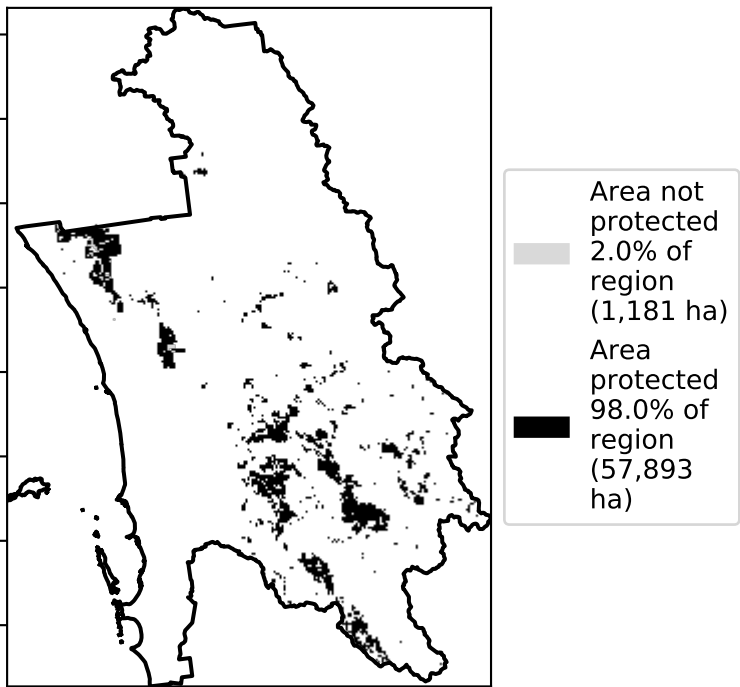 Area not
protected
2.0% of
region
(1,181 ha)
Area
protected
98.0% of
region
(57,893
ha)